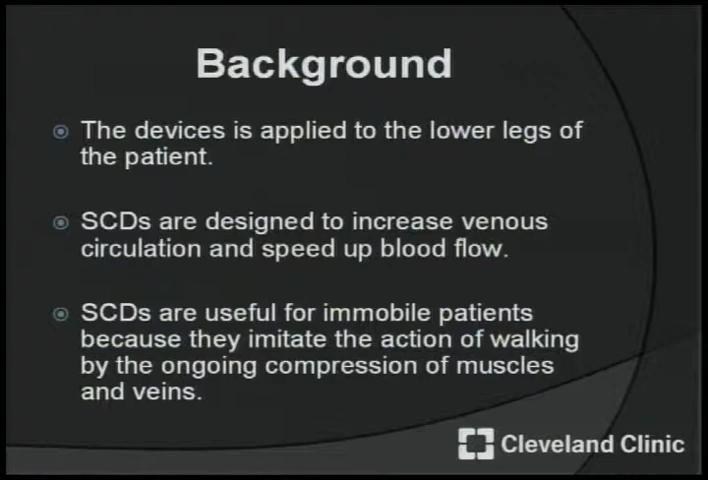 Background
The devices is applied to the lower legs of
the patient.
SCDs are designed to increase venous
circulation and speed up blood flow.
SCDs are useful for immobile patients
because they imitate the action of walking
by the ongoing compression of muscles
and veins.
Cleveland Clinic